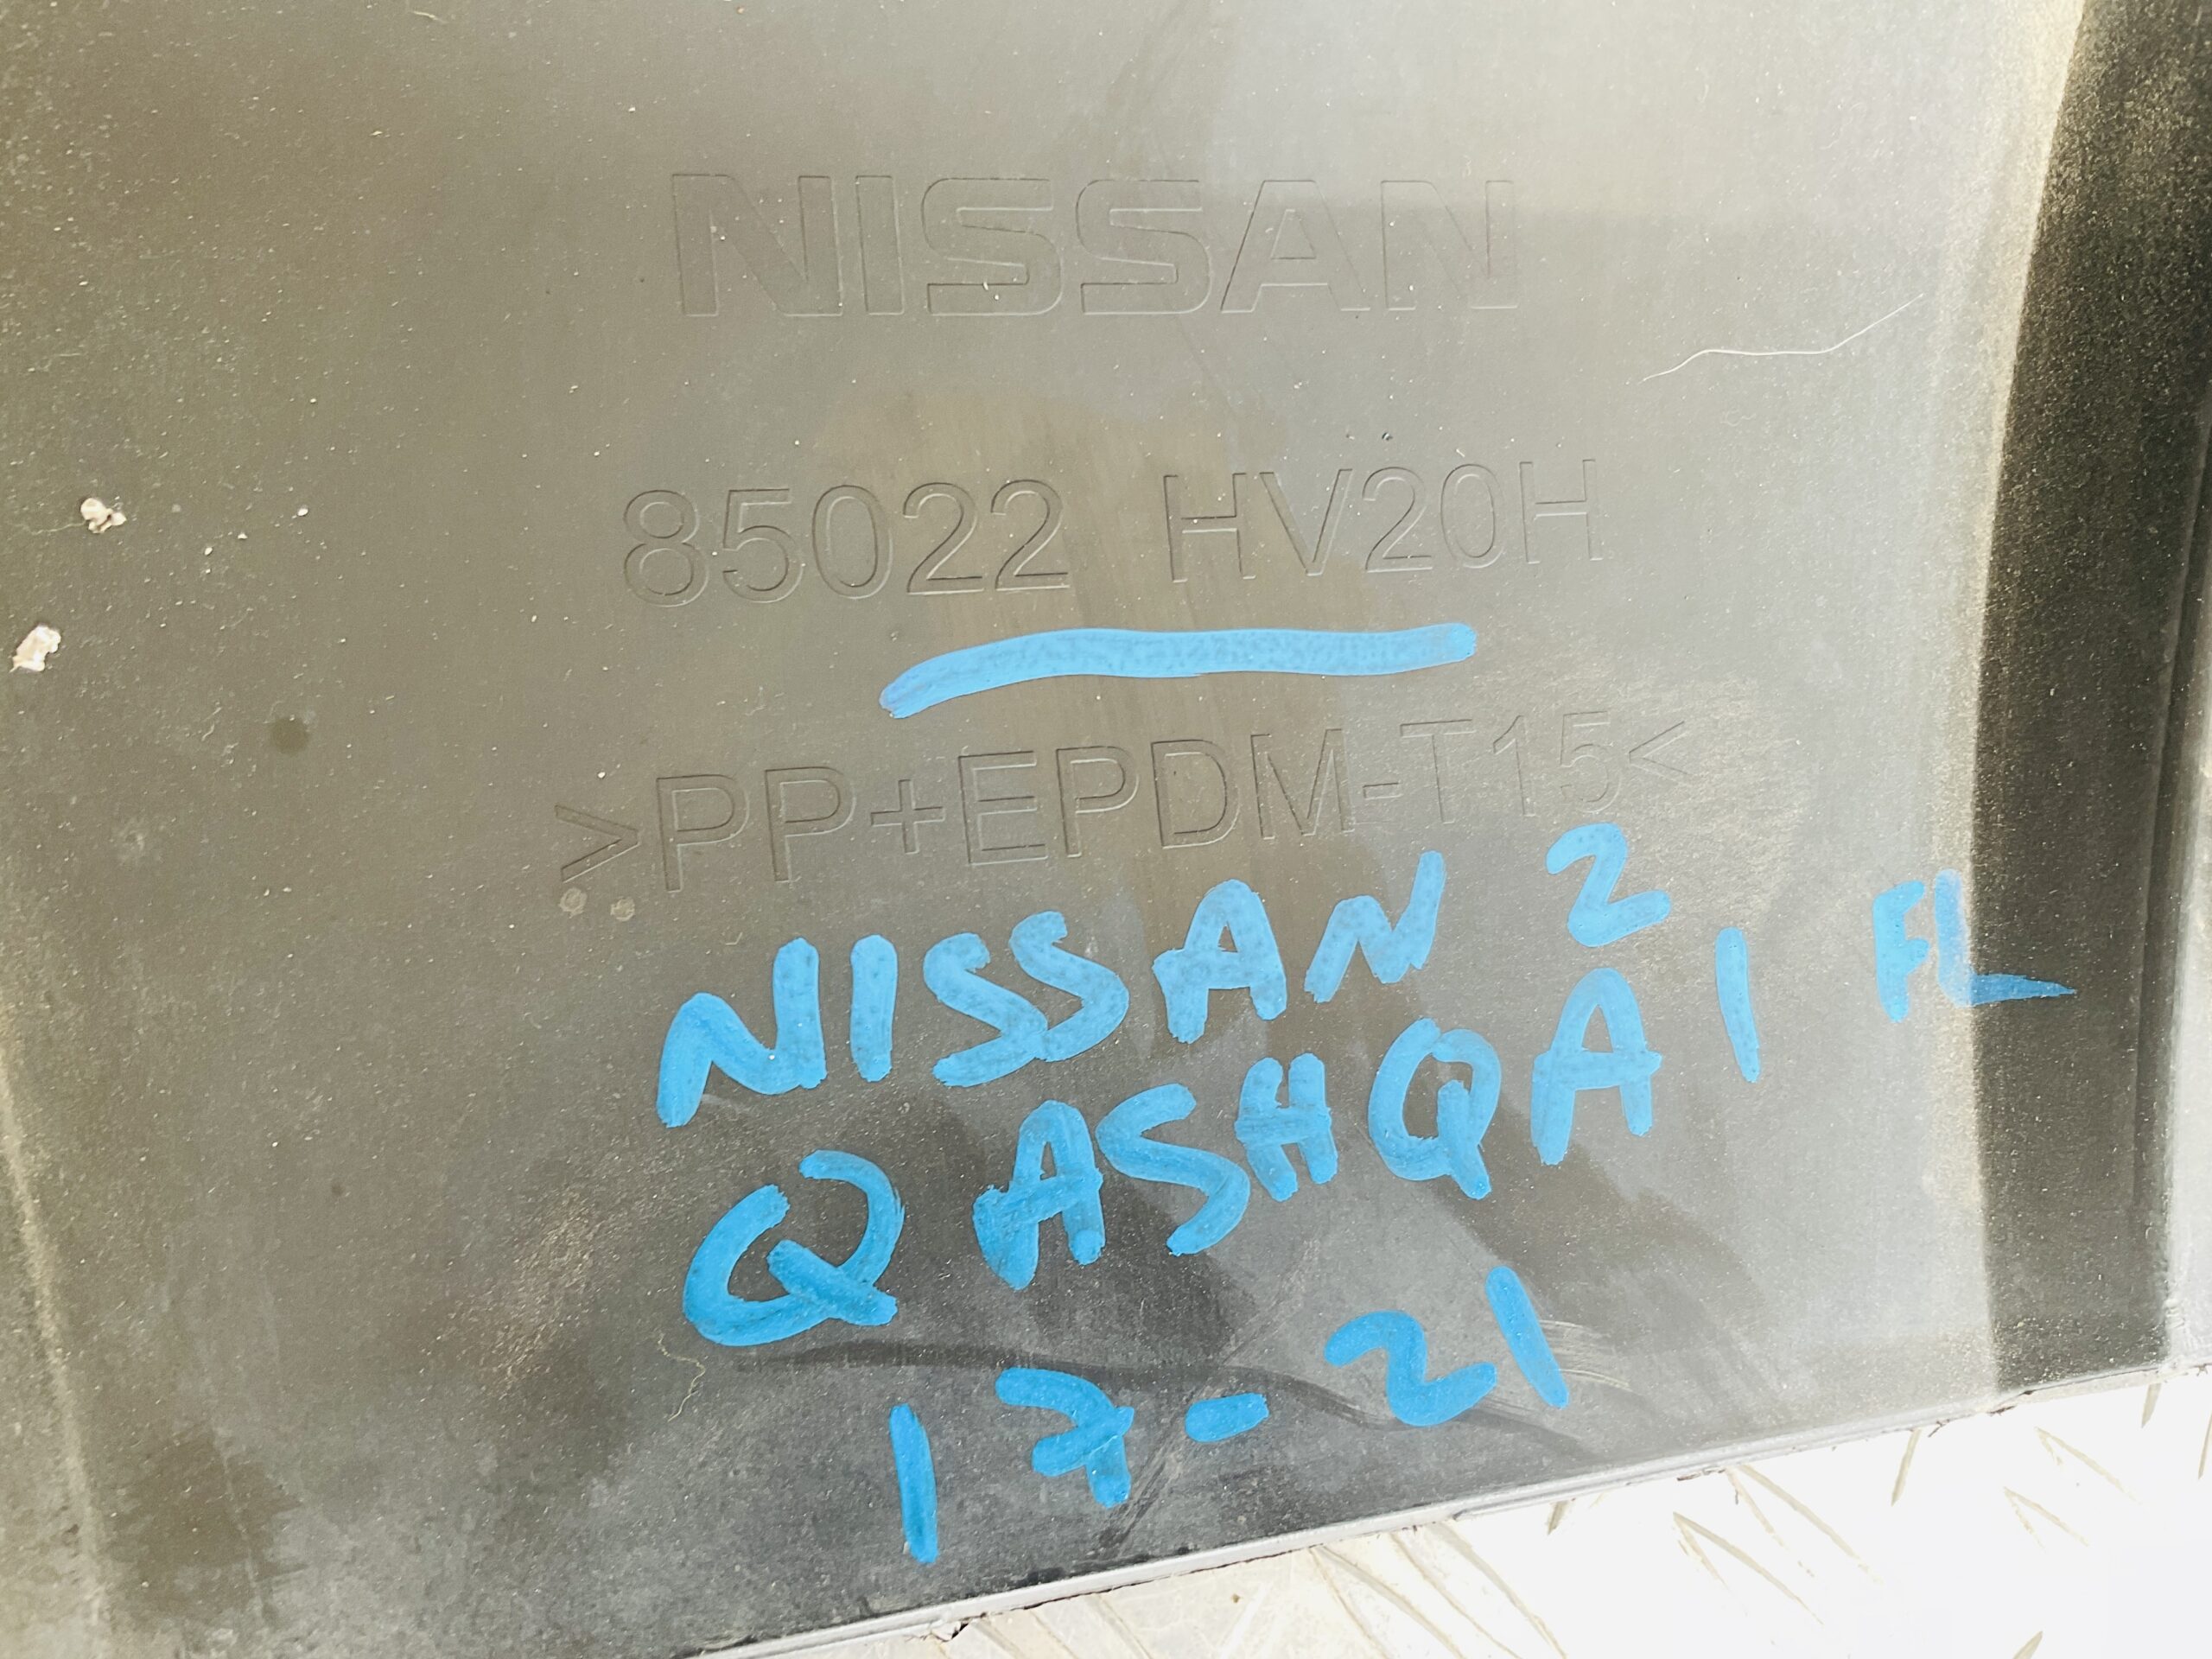 NISSAN
85022 HV20H
>PP+EPDM-T15<
NISSAN 2
QASHQAI FL
17-21